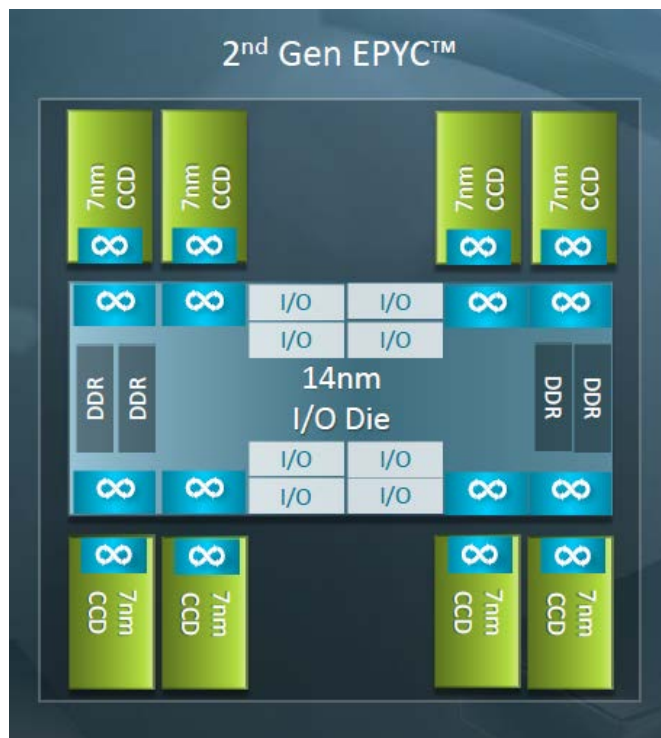 2nd Gen EPYC™
7nm
CCD
7nm
CCD
7nm
CCD
7nm
CCD
I/O
I/O
I/O
I/O
DDR
DDR
14nm
I/O Die
DDR
DDR
I/O
I/O
I/O
I/O
7nm
CCD
7nm
CCD
7nm
CCD
7nm
CCD